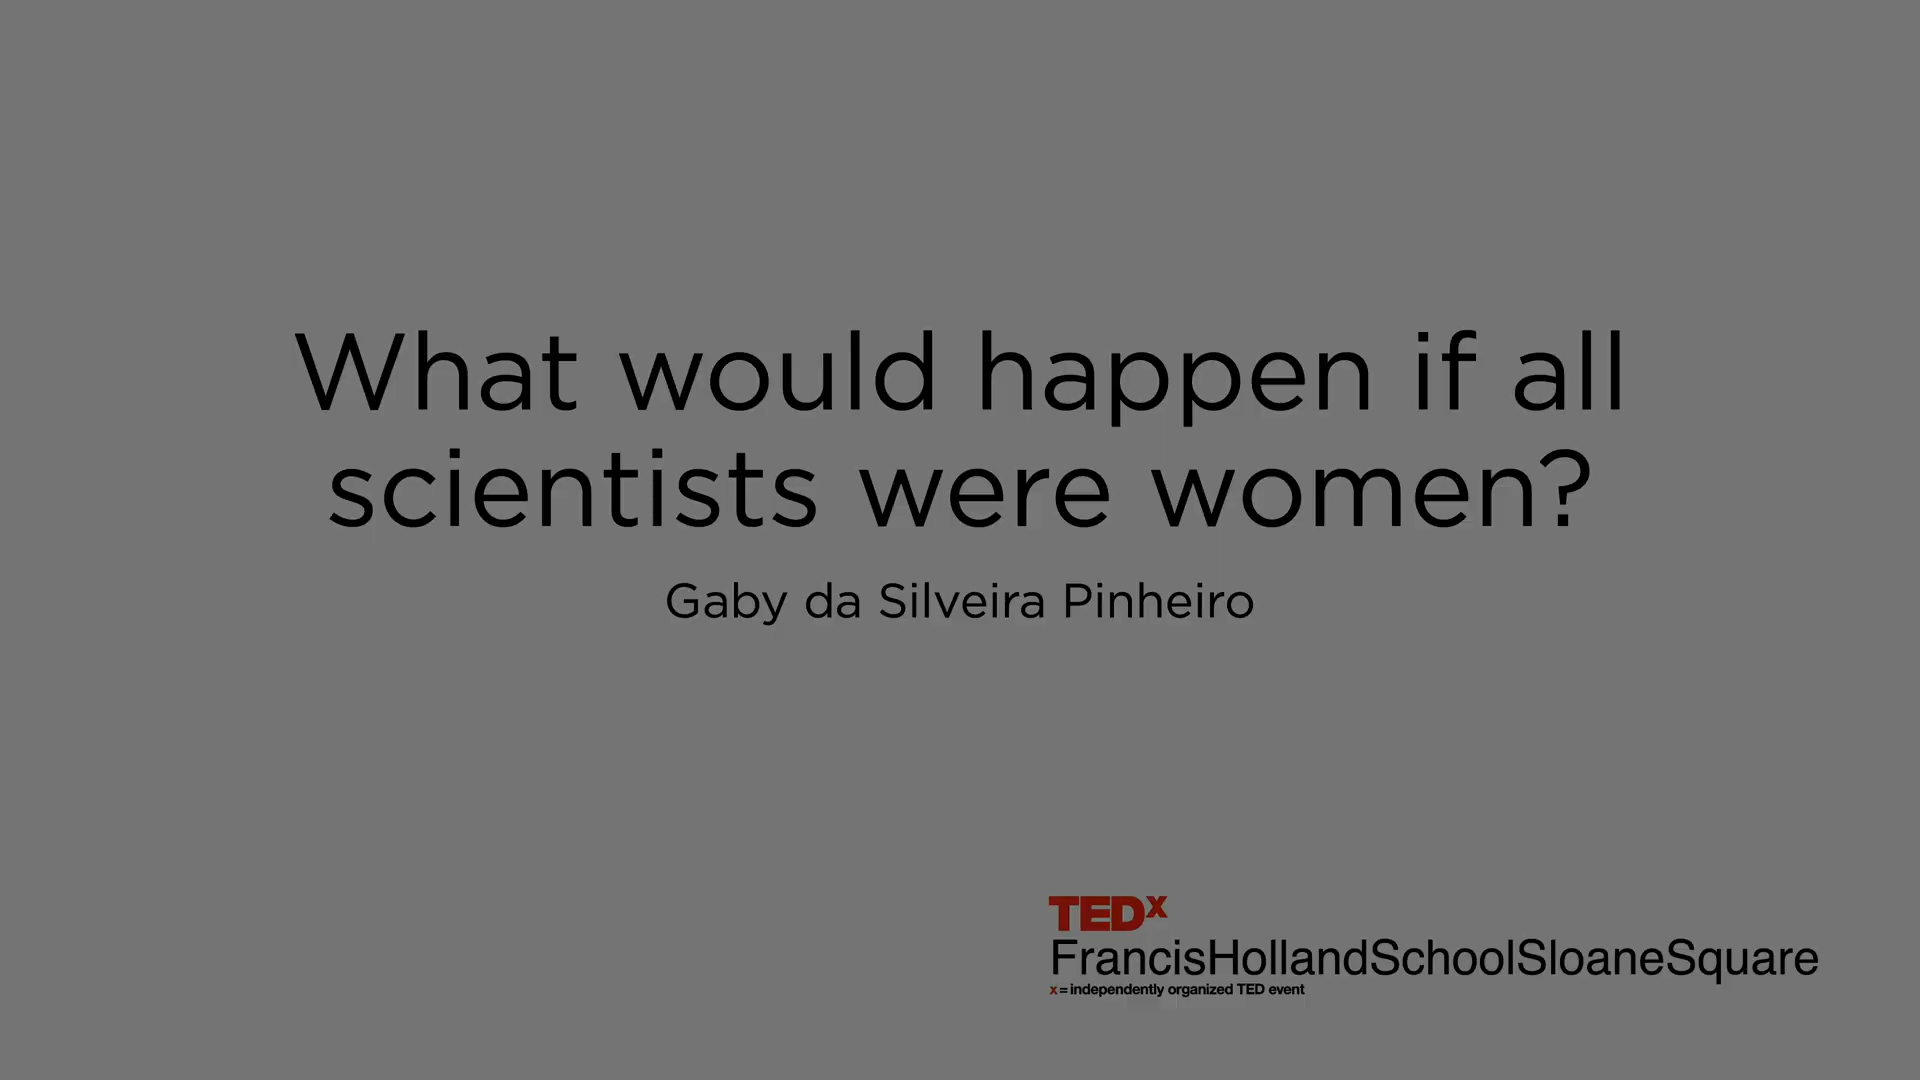 What would happen if all
scientists were women?
Gaby da Silveira Pinheiro
TEDx
FrancisHollandSchoolSloaneSquare
x = independently organized TED event